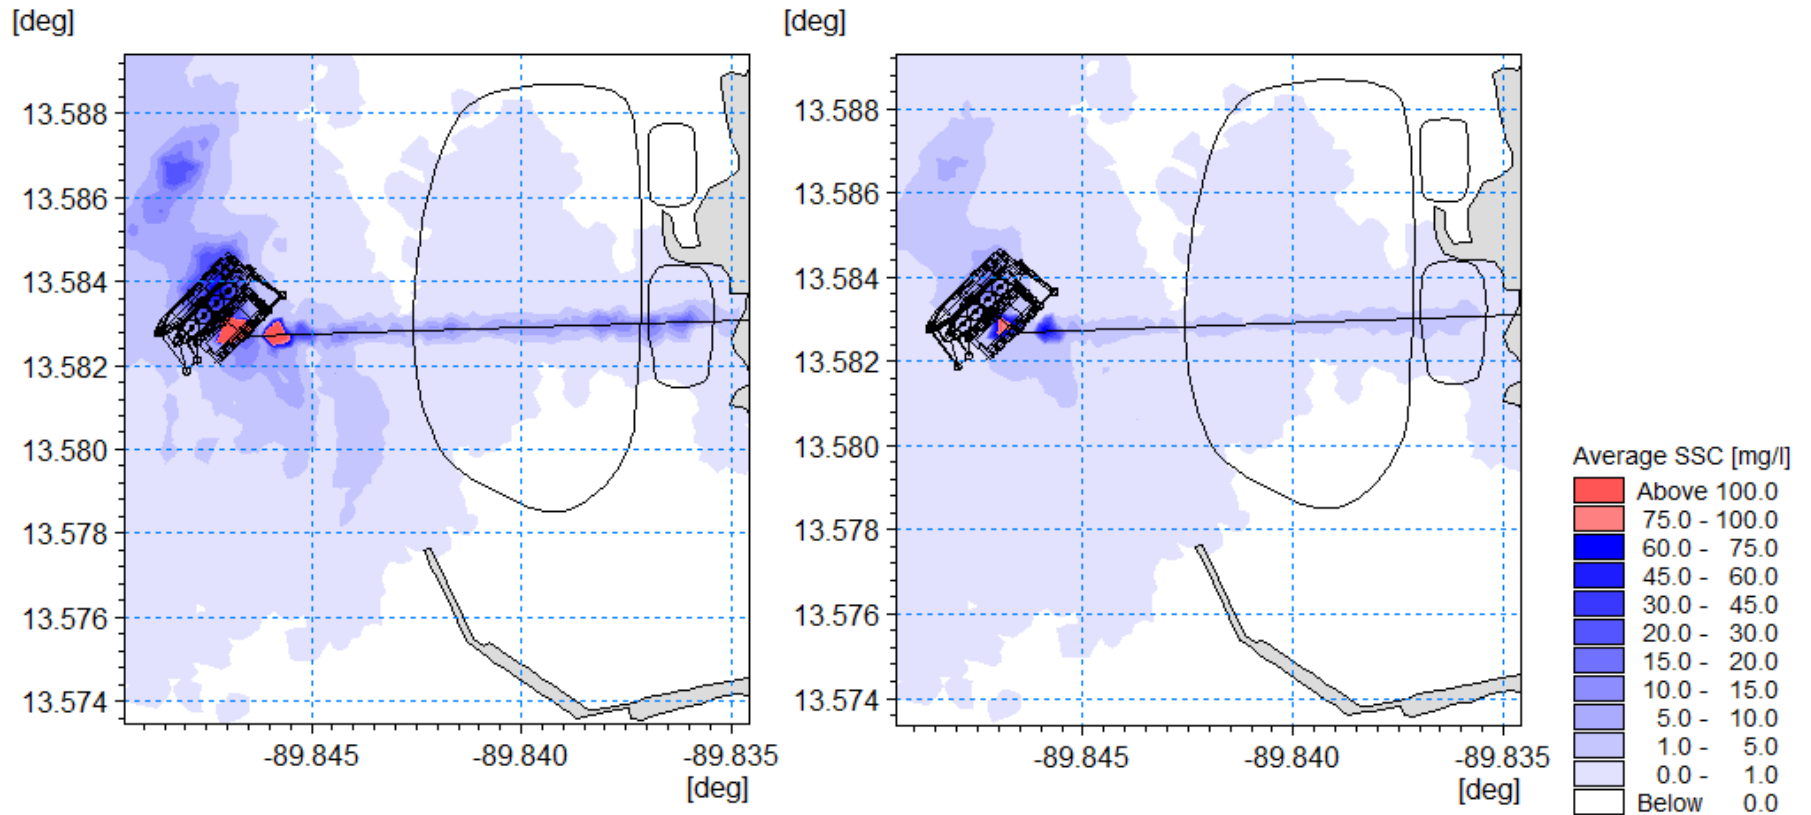 [deg]
[deg]
13.588
13.586
13.584
13.582
13.580
13.578
13.576
13.574
-89.845
-89.840
-89.835
[deg]
13.588
13.586
13.584
13.582
13.580
13.578
13.576
13.574
-89.845
-89.840
-89.835
[deg]
Average SSC [mg/l]
Above 100.0
75.0 - 100.0
60.0 - 75.0
45.0 - 60.0
30.0 - 45.0
20.0 - 30.0
15.0 - 20.0
10.0 - 15.0
5.0 - 10.0
1.0 - 5.0
0.0 - 1.0
Below 0.0